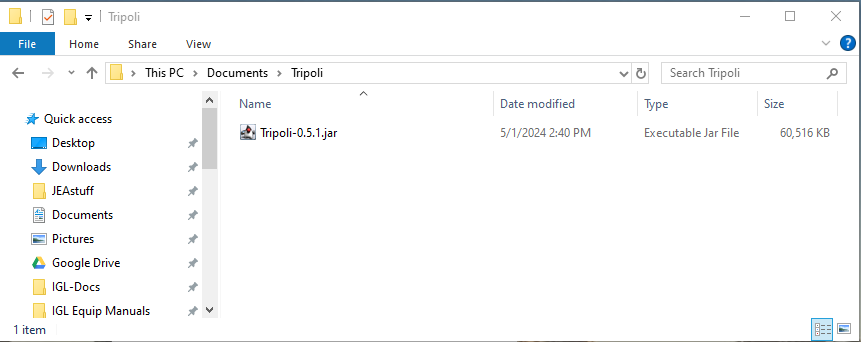 Tripoli
File Home Share View
This PC Documents Tripoli Search Tripoli
Name Date modified Type Size
Quick access
Tripoli-0.5.1.jar 5/1/2024 2:40 PM Executable Jar File 60,516 KB
Desktop
Downloads
JEAstuff
Documents
Pictures
Google Drive
IGL-Docs
IGL Equip Manuals
1 item